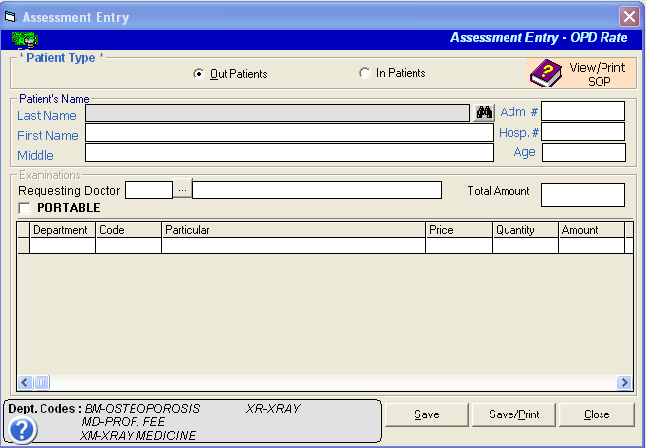 Assessment Entry
Assessment Entry - OPD Rate
* Patient Type *
Out Patients In Patients View/Print SOP
Patient's Name
Last Name Adm #
First Name Hosp. #
Middle Age
Examinations
Requesting Doctor ... Total Amount
PORTABLE
Department Code Particular Price Quantity Amount
Dept. Codes : BM-OSTEOPOROSIS XR-XRAY
MD-PROF. FEE
XM-XRAY MEDICINE
Save Save/Print Close